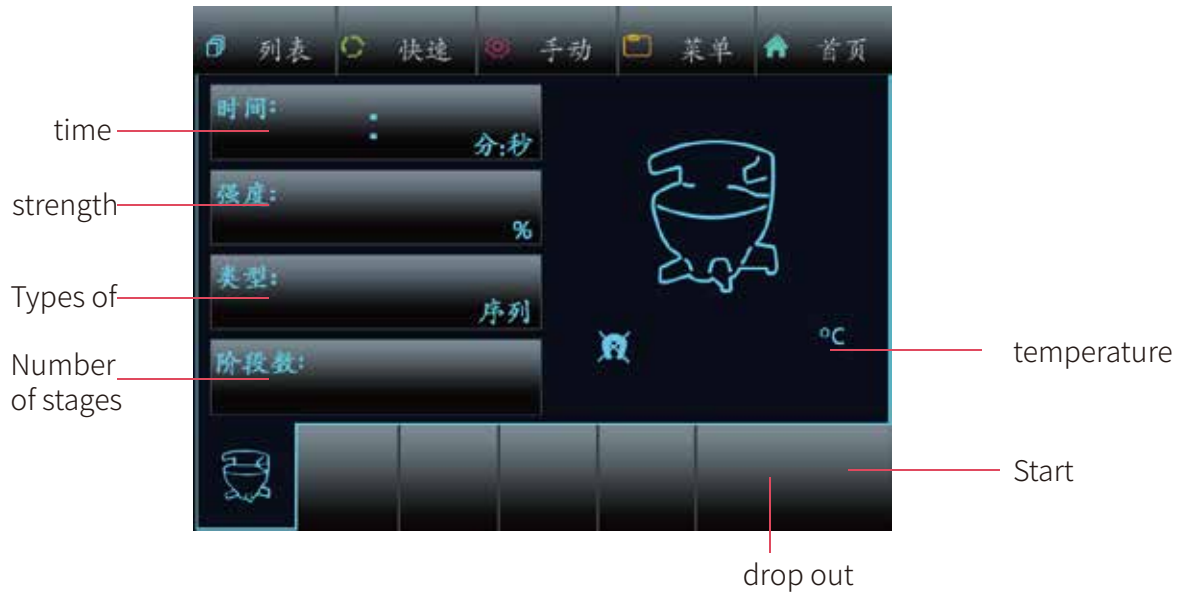 列表 快速 手动 菜单 首页
时间:
:
分:秒
强度:
%
类型:
序列
阶段数:
°C
time
strength
Types of
Number
of stages
temperature
Start
drop out